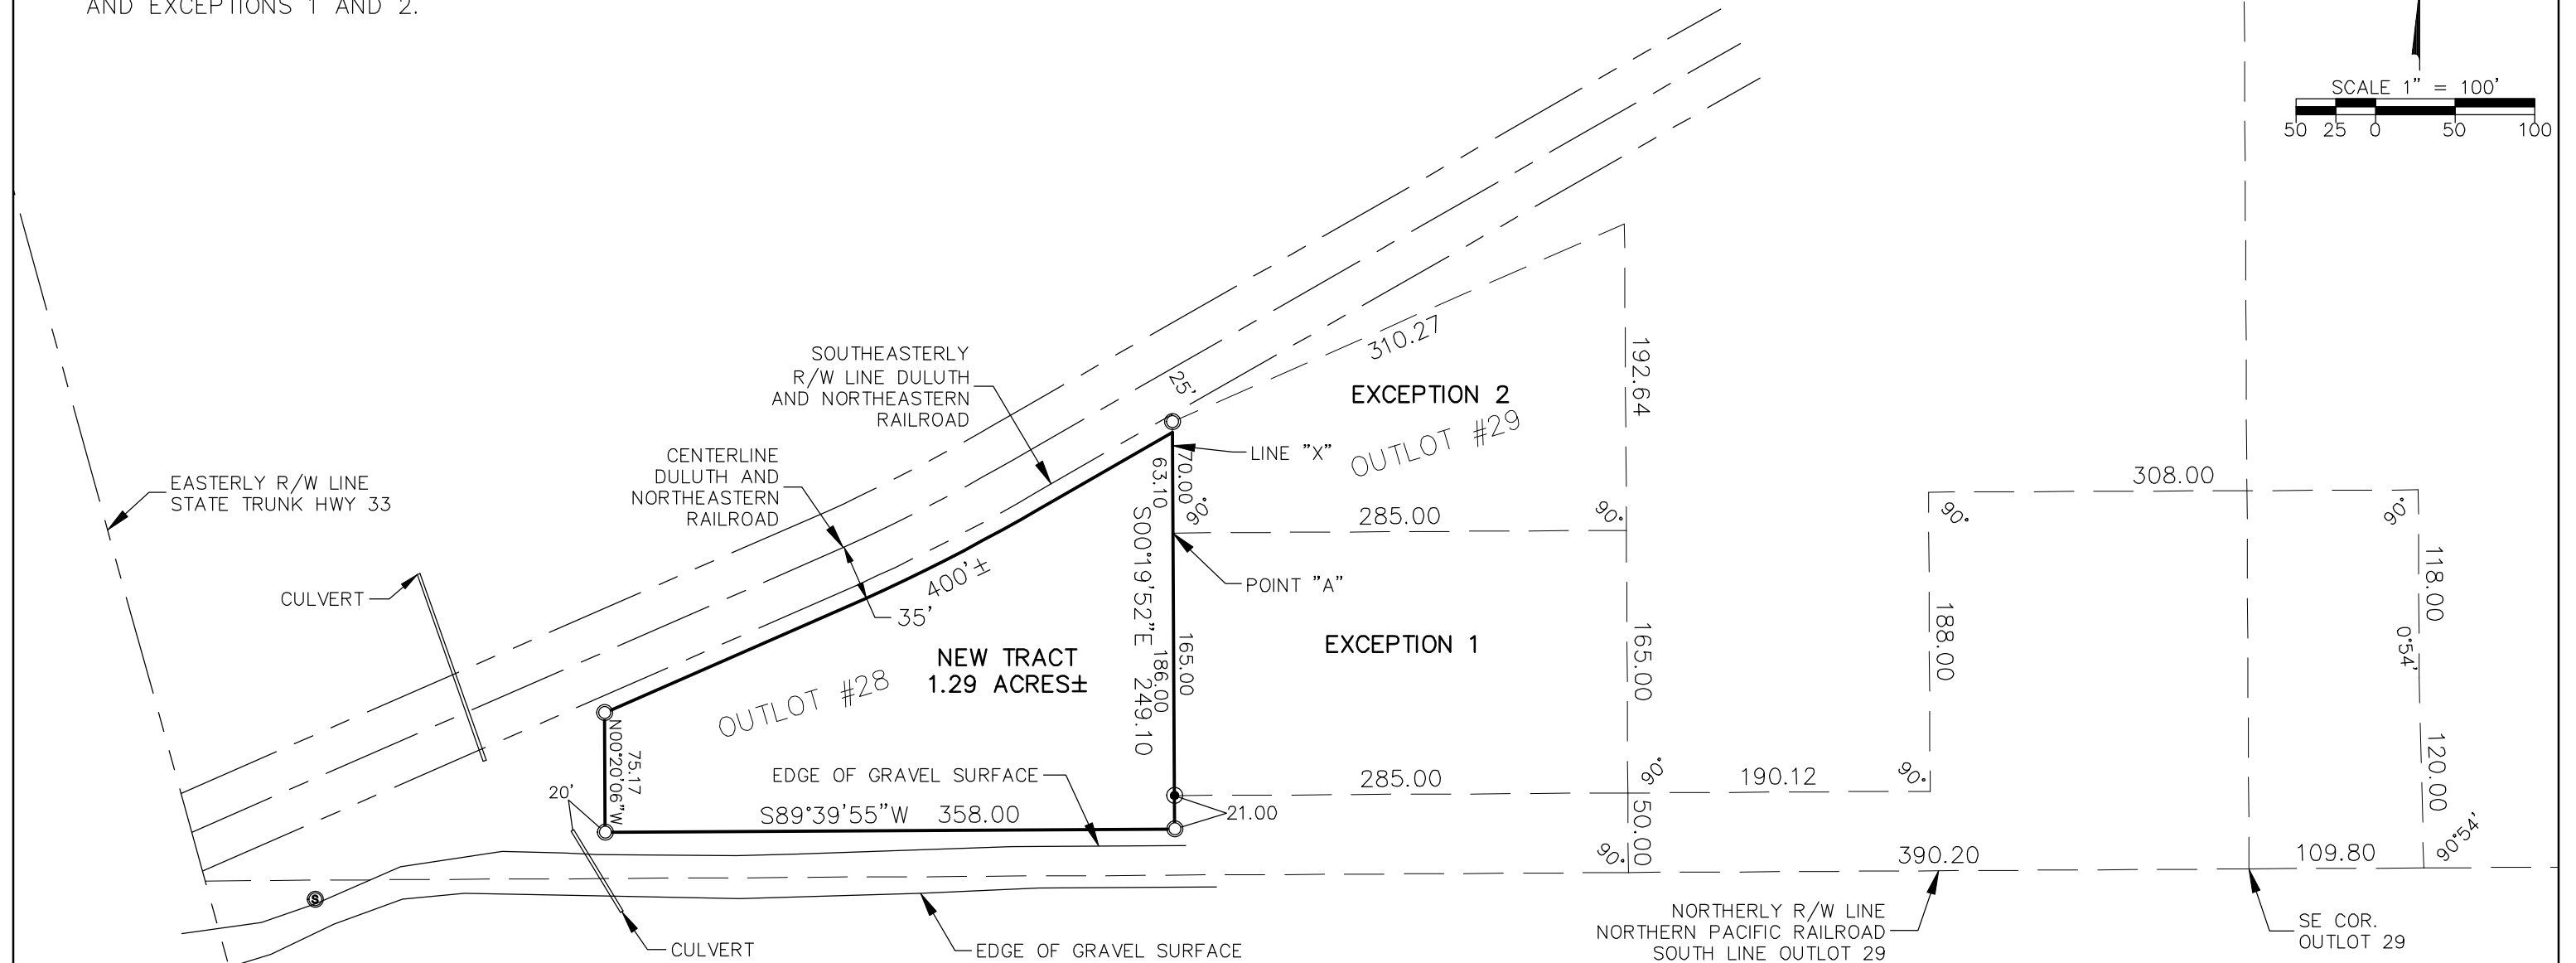 AND EXCEPTIONS 1 AND 2.
SCALE 1" = 100'
50 25 0 50 100
SOUTHEASTERLY
R/W LINE DULUTH
AND NORTHEASTERN
RAILROAD
25'
310.27
192.64
EXCEPTION 2
OUTLOT #29
LINE "X"
CENTERLINE
DULUTH AND
NORTHEASTERN
RAILROAD
EASTERLY R/W LINE
STATE TRUNK HWY 33
70.00
63.10
90°
285.00
90°
308.00
90°
90°
CULVERT
400'±
35'
POINT "A"
S00°19'52"E 249.10
165.00
186.00
EXCEPTION 1
165.00
188.00
118.00
0°54'
120.00
NEW TRACT
1.29 ACRES±
OUTLOT #28
N00°20'06"W
75.17
20'
EDGE OF GRAVEL SURFACE
S89°39'55"W 358.00
21.00
285.00
90°
190.12
90°
50.00
90°
390.20
109.80
90°54'
S
CULVERT
EDGE OF GRAVEL SURFACE
NORTHERLY R/W LINE
NORTHERN PACIFIC RAILROAD
SOUTH LINE OUTLOT 29
SE COR.
OUTLOT 29